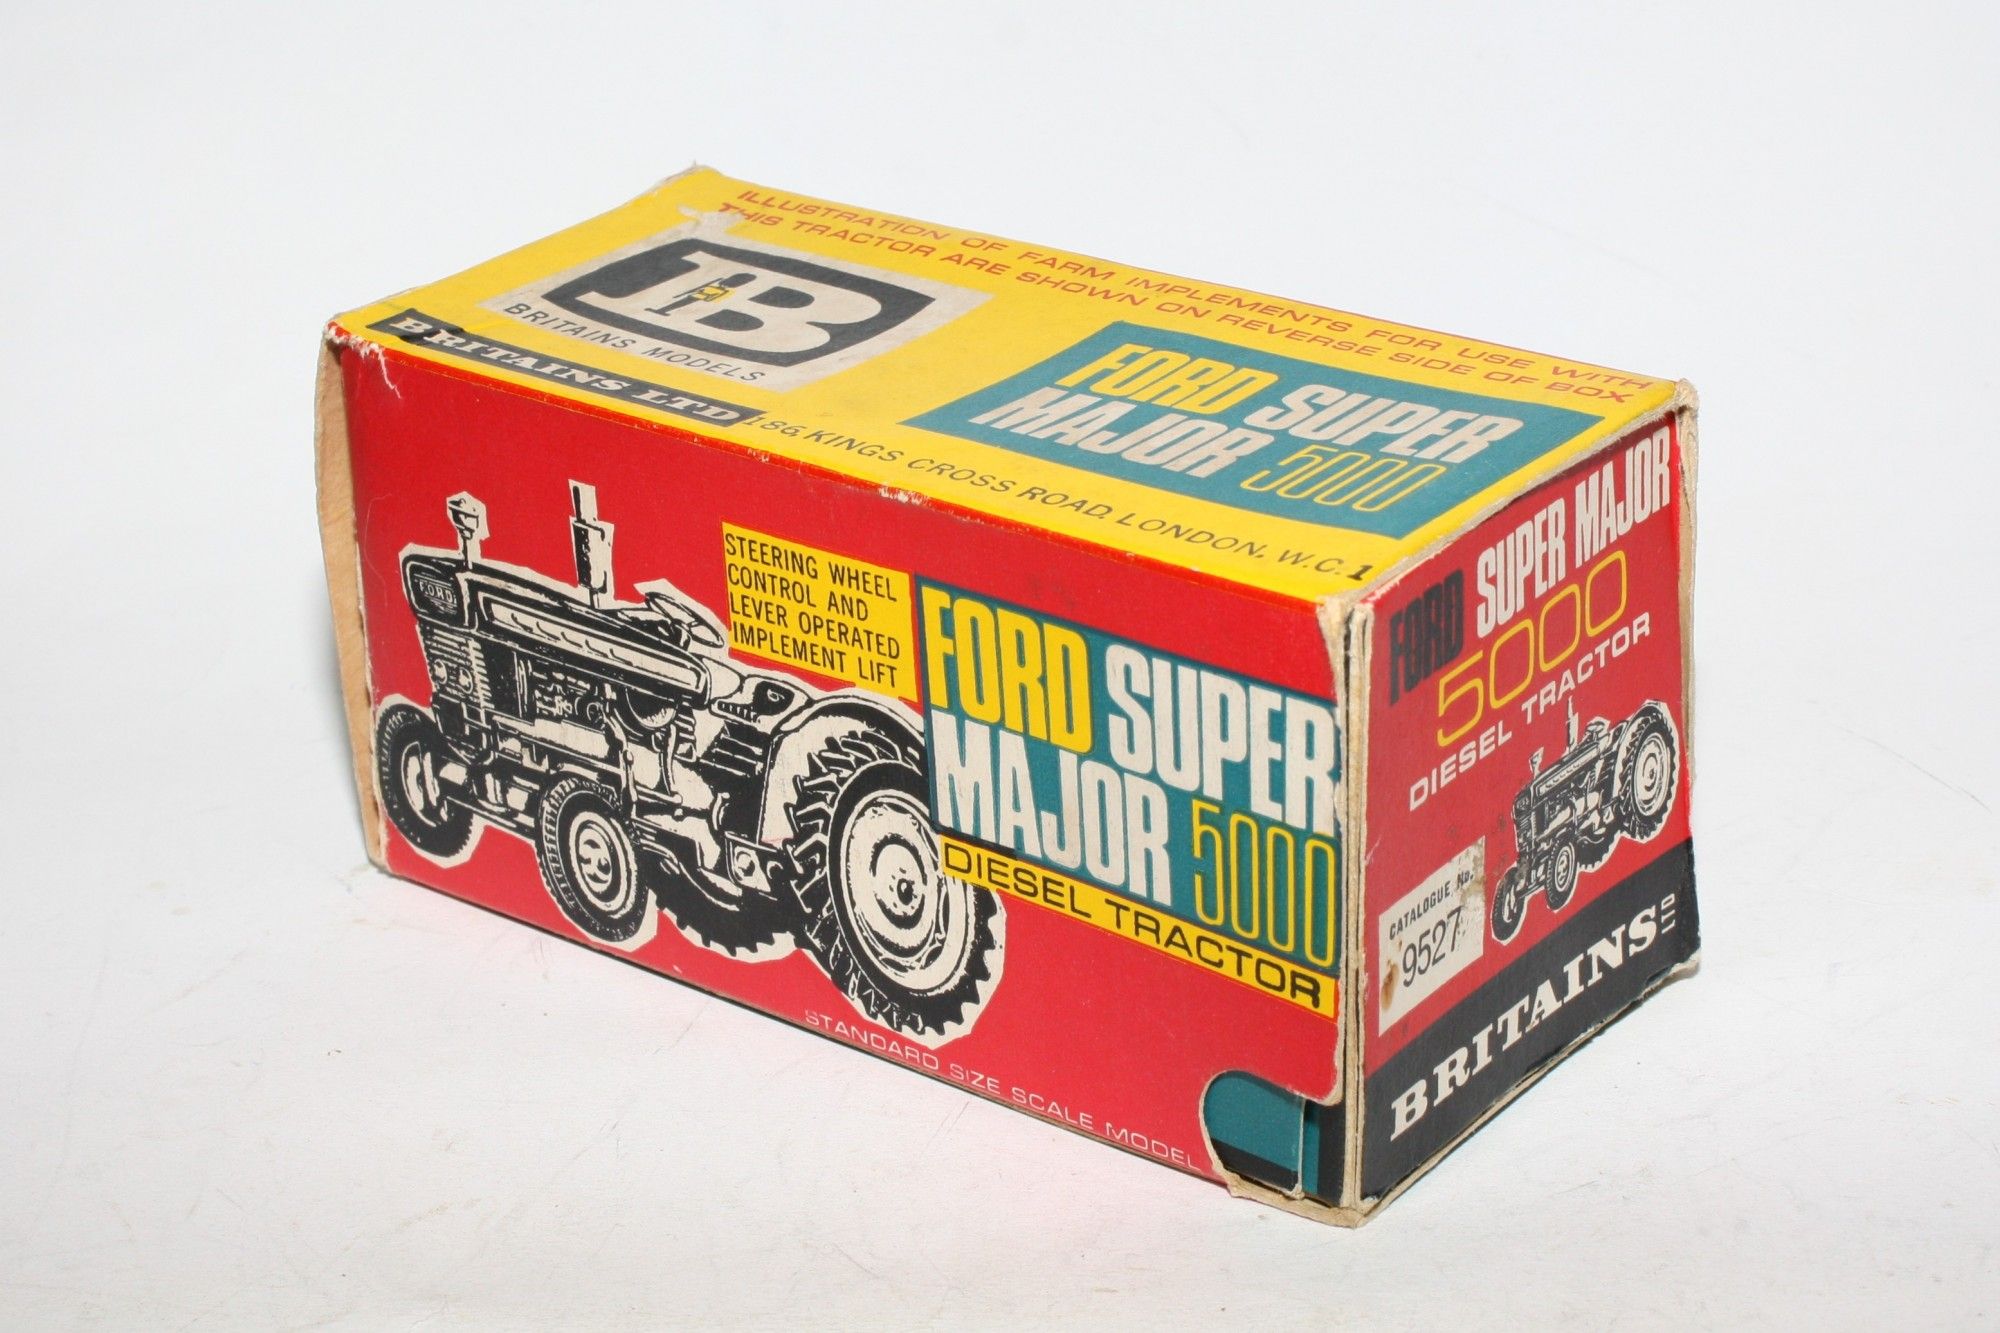 ILLUSTRATION OF FARM IMPLEMENTS FOR USE WITH
THIS TRACTOR ARE SHOWN ON REVERSE SIDE OF BOX
B
BRITAINS MODELS
BRITAINS LTD 186, KINGS CROSS ROAD, LONDON, W.C.1
FORD SUPER
MAJOR 5000
FORD
STEERING WHEEL
CONTROL AND
LEVER OPERATED
IMPLEMENT LIFT
FORD SUPER
MAJOR 5000
DIESEL TRACTOR
STANDARD SIZE SCALE MODEL
FORD SUPER MAJOR
5000
DIESEL TRACTOR
CATALOGUE No.
9527
BRITAINS LTD